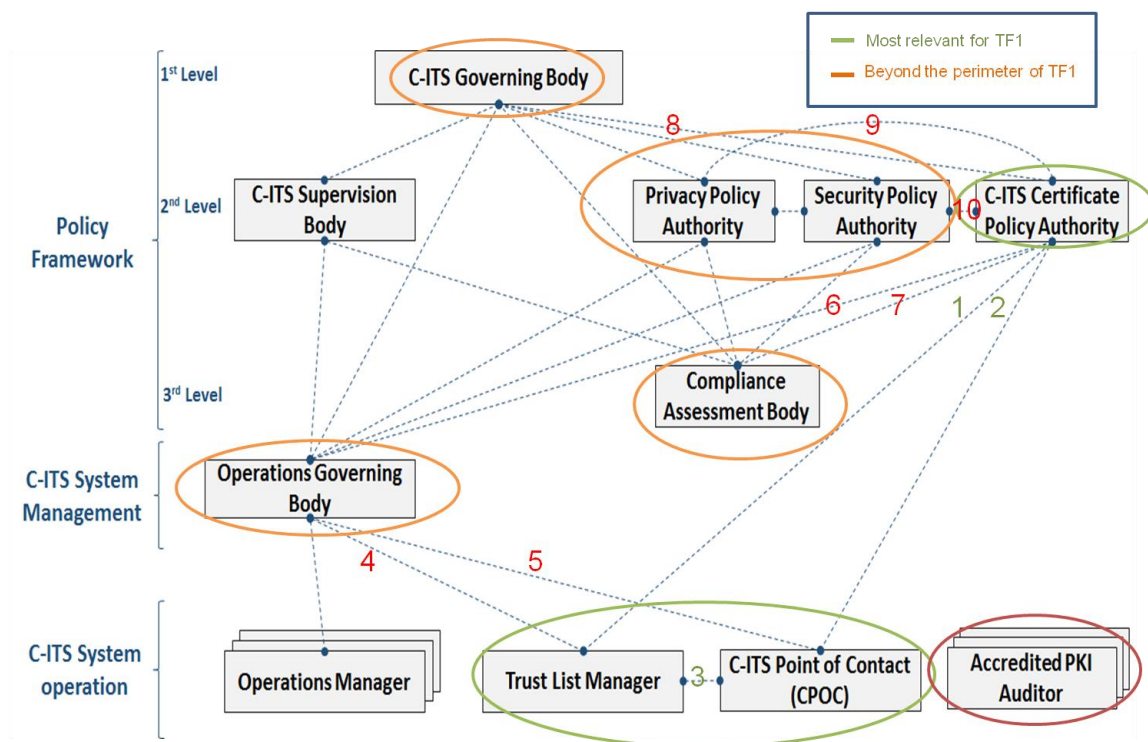 Most relevant for TF1
Beyond the perimeter of TF1
1st Level
C-ITS Governing Body
8
9
2nd Level
C-ITS Supervision
Body
Privacy Policy
Authority
Security Policy
Authority
10
C-ITS Certificate
Policy Authority
Policy
Framework
6
7
1
2
3rd Level
Compliance
Assessment Body
C-ITS System
Management
Operations Governing
Body
4
5
C-ITS System
operation
Operations Manager
Trust List Manager
3
C-ITS Point of Contact
(CPOC)
Accredited PKI
Auditor